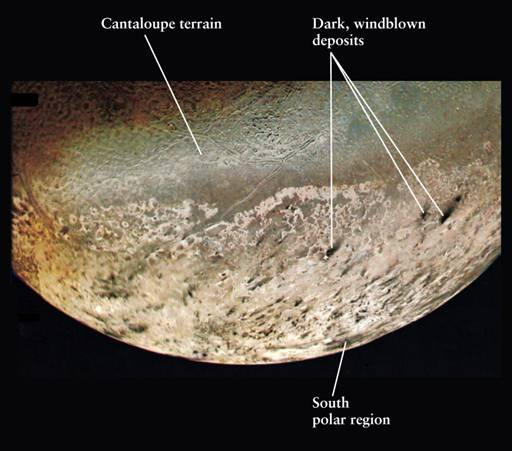 Cantaloupe terrain
Dark, windblown
deposits
South
polar region